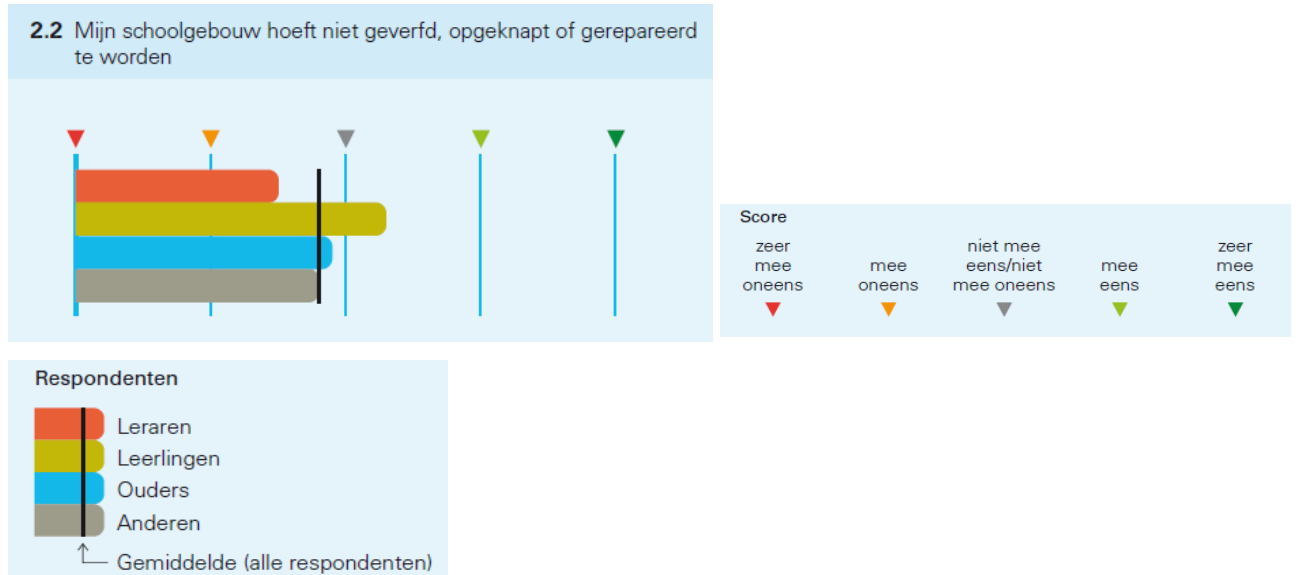 2.2 Mijn schoolgebouw hoeft niet geverfd, opgeknapt of gerepareerd
te worden
Score
zeer
mee
oneens
mee
oneens
niet mee
eens/niet
mee oneens
mee
eens
zeer
mee
eens
Respondenten
Leraren
Leerlingen
Ouders
Anderen
Gemiddelde (alle respondenten)